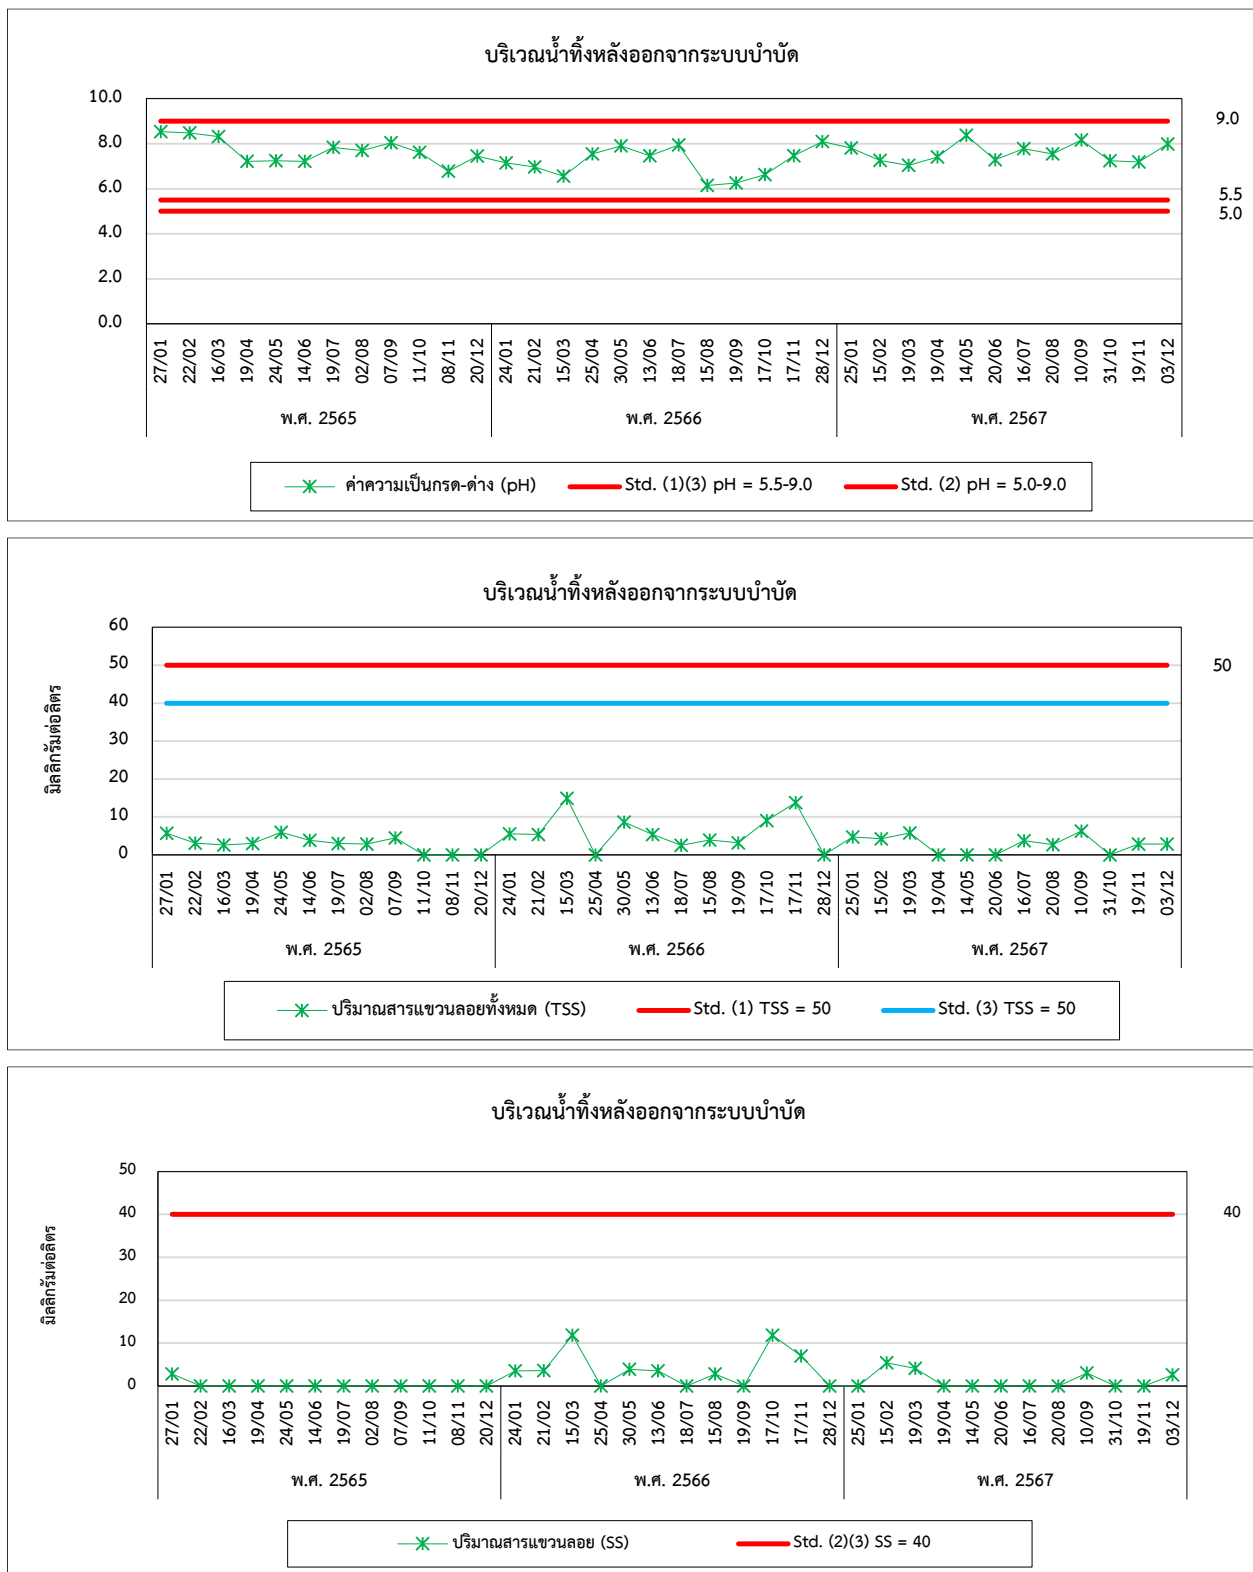 บริเวณน้ำทิ้งหลังออกจากระบบบำบัด
10.0
8.0
6.0
4.0
2.0
0.0
9.0
5.5
5.0
27/01 22/02 16/03 19/04 24/05 14/06 19/07 02/08 07/09 11/10 08/11 20/12 24/01 21/02 15/03 25/04 30/05 13/06 18/07 15/08 19/09 17/10 17/11 28/12 25/01 15/02 19/03 19/04 14/05 20/06 16/07 20/08 10/09 31/10 19/11 03/12
พ.ศ. 2565 พ.ศ. 2566 พ.ศ. 2567
ค่าความเป็นกรด-ด่าง (pH) Std. (1)(3) pH = 5.5-9.0 Std. (2) pH = 5.0-9.0
บริเวณน้ำทิ้งหลังออกจากระบบบำบัด
มิลลิกรัมต่อลิตร
60
50
40
30
20
10
0
50
27/01 22/02 16/03 19/04 24/05 14/06 19/07 02/08 07/09 11/10 08/11 20/12 24/01 21/02 15/03 25/04 30/05 13/06 18/07 15/08 19/09 17/10 17/11 28/12 25/01 15/02 19/03 19/04 14/05 20/06 16/07 20/08 10/09 31/10 19/11 03/12
พ.ศ. 2565 พ.ศ. 2566 พ.ศ. 2567
ปริมาณสารแขวนลอยทั้งหมด (TSS) Std. (1) TSS = 50 Std. (3) TSS = 50
บริเวณน้ำทิ้งหลังออกจากระบบบำบัด
มิลลิกรัมต่อลิตร
50
40
30
20
10
0
40
27/01 22/02 16/03 19/04 24/05 14/06 19/07 02/08 07/09 11/10 08/11 20/12 24/01 21/02 15/03 25/04 30/05 13/06 18/07 15/08 19/09 17/10 17/11 28/12 25/01 15/02 19/03 19/04 14/05 20/06 16/07 20/08 10/09 31/10 19/11 03/12
พ.ศ. 2565 พ.ศ. 2566 พ.ศ. 2567
ปริมาณสารแขวนลอย (SS) Std. (2)(3) SS = 40